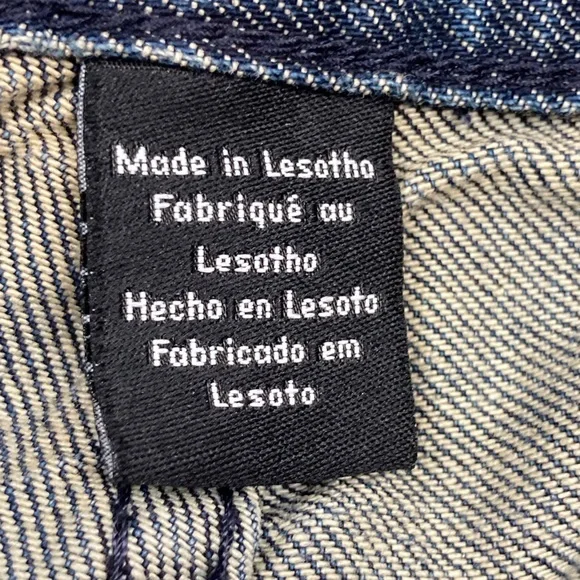 Made in Lesotho
Fabriqué au
Lesotho
Hecho en Lesoto
Fabricado em
Lesoto